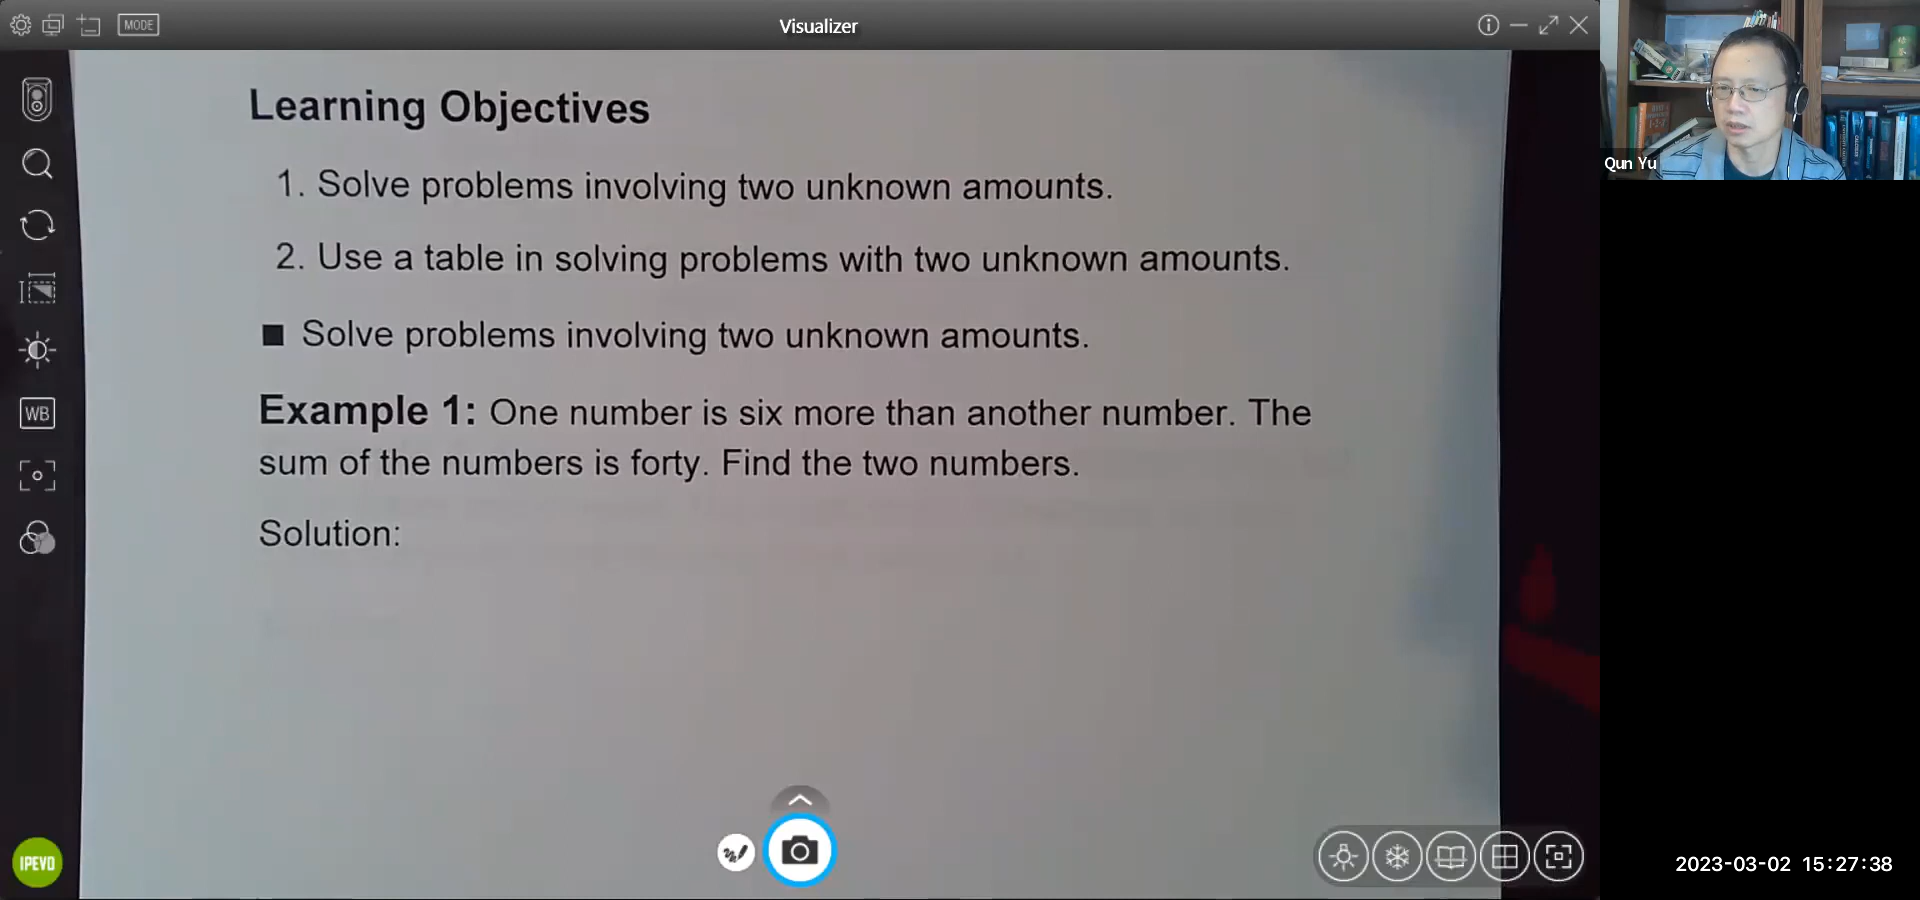 MODE
Visualizer
Learning Objectives
1. Solve problems involving two unknown amounts.
2. Use a table in solving problems with two unknown amounts.
■ Solve problems involving two unknown amounts.
Example 1: One number is six more than another number. The
sum of the numbers is forty. Find the two numbers.
Solution:
WB
IPEVO
Qun Yu
2023-03-02 15:27:38